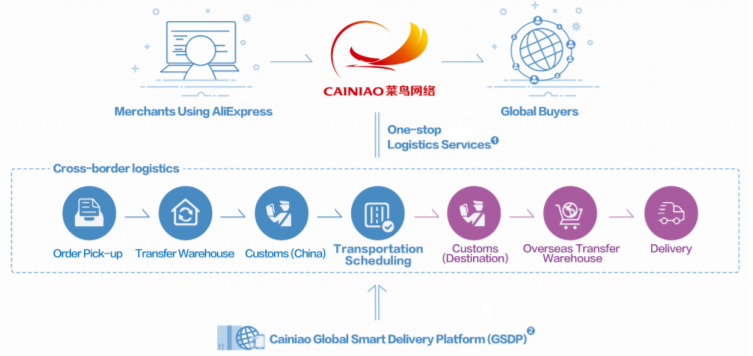 CAINIAO 菜鸟网络
Merchants Using AliExpress
Global Buyers
One-stop
Logistics Services❶
Cross-border logistics
Order Pick-up
Transfer Warehouse
Customs (China)
Transportation
Scheduling
Customs
(Destination)
Overseas Transfer
Warehouse
Delivery
Cainiao Global Smart Delivery Platform (GSDP)❷